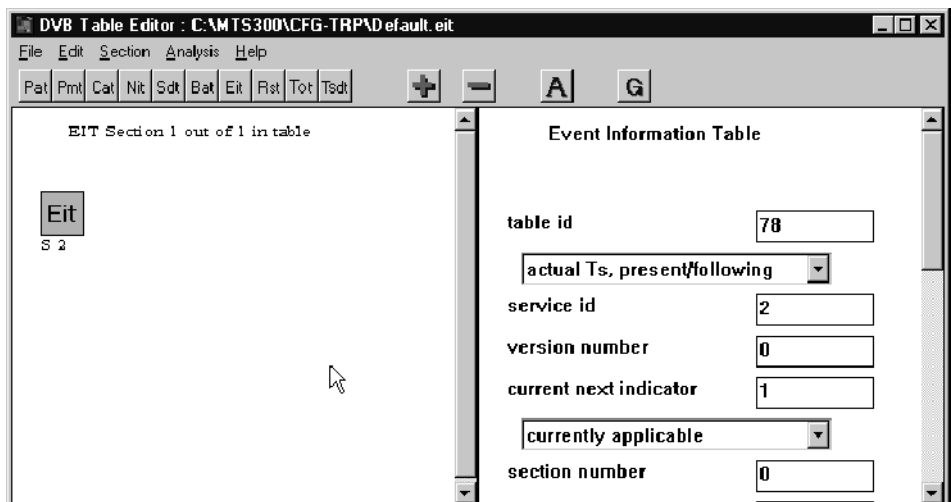 DVB Table Editor : C:\MTS300\CFG-TRP\Default.eit
File Edit Section Analysis Help
Pat Pmt Cat Nit Sdt Bat Eit Rst Tot Tsdt + - A G
EIT Section 1 out of 1 in table
Eit
S 2
Event Information Table
table id 78
actual Ts, present/following
service id 2
version number 0
current next indicator 1
currently applicable
section number 0